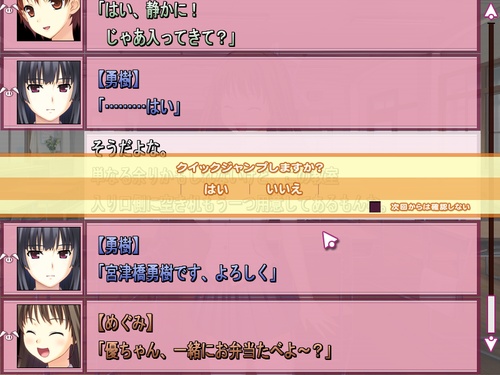 「はい、静かに！
じゃあ入ってきて？」
【勇樹】
「………はい」
そうだよな。
クイックジャンプしますか？
はい いいえ
次回からは確認しない
【勇樹】
「宮津橋勇樹です、よろしく」
【めぐみ】
「優ちゃん、一緒にお弁当たべよ～？」